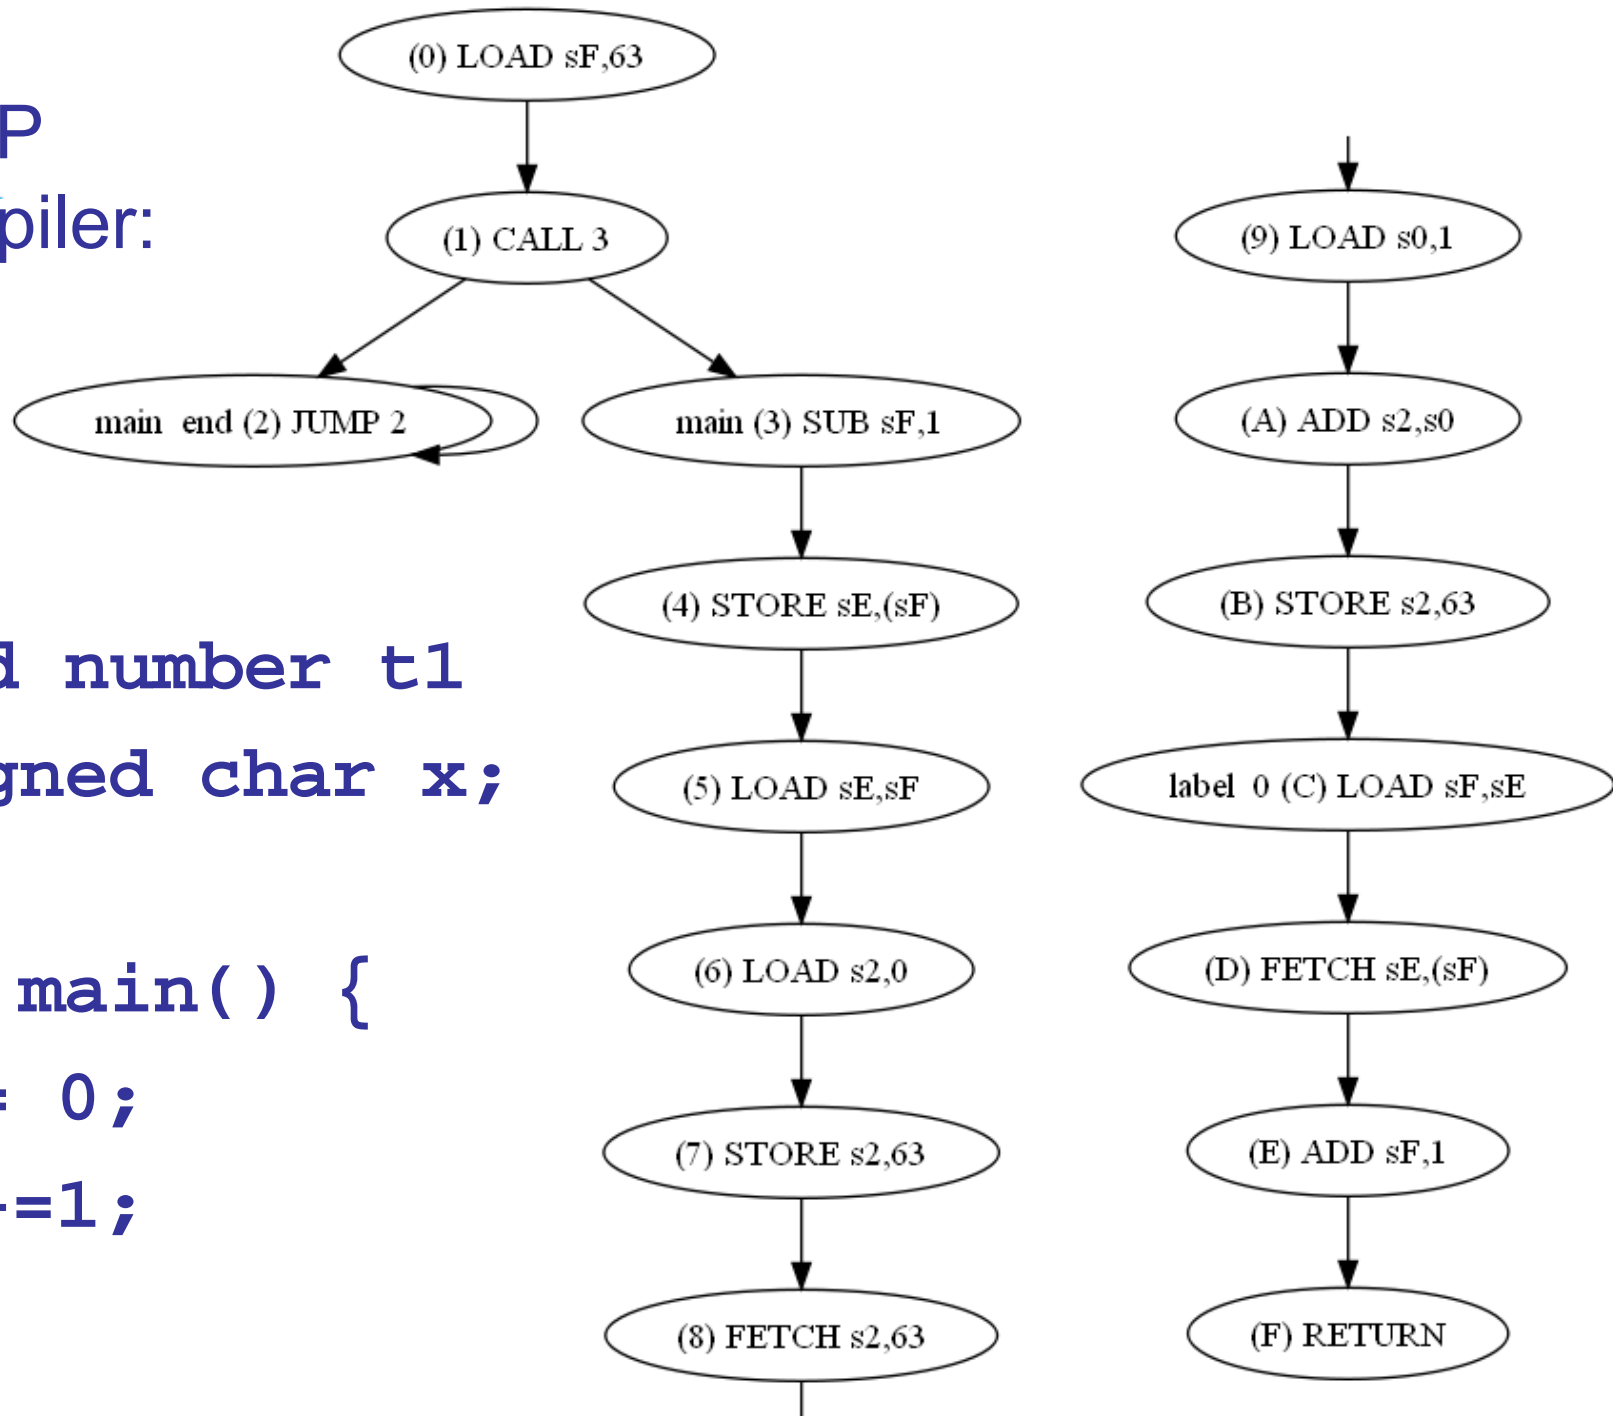 P
piler:
d number t1
gned char x;
main() {
= 0;
+=1;
(0) LOAD sF,63
(1) CALL 3
main end (2) JUMP 2
main (3) SUB sF,1
(4) STORE sE,(sF)
(5) LOAD sE,sF
(6) LOAD s2,0
(7) STORE s2,63
(8) FETCH s2,63
(9) LOAD s0,1
(A) ADD s2,s0
(B) STORE s2,63
label 0 (C) LOAD sF,sE
(D) FETCH sE,(sF)
(E) ADD sF,1
(F) RETURN